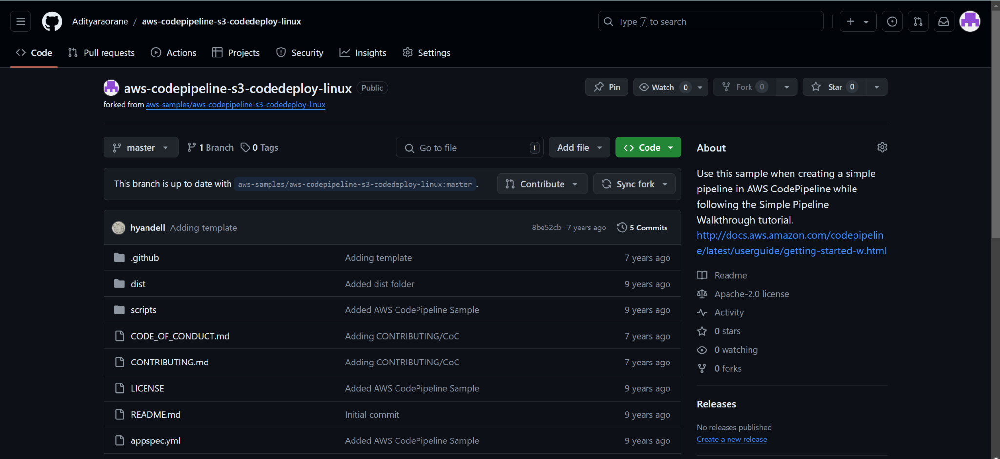 Adityaraorane / aws-codepipeline-s3-codedeploy-linux
Type / to search
Code Pull requests Actions Projects Security Insights Settings
aws-codepipeline-s3-codedeploy-linux Public
Pin Watch 0 Fork 0 Star 0
forked from aws-samples/aws-codepipeline-s3-codedeploy-linux
master 1 Branch 0 Tags Go to file t Add file Code
This branch is up to date with aws-samples/aws-codepipeline-s3-codedeploy-linux:master . Contribute Sync fork
hyandell Adding template 8be52cb · 7 years ago 5 Commits
.github Adding template 7 years ago
dist Added dist folder 9 years ago
scripts Added AWS CodePipeline Sample 9 years ago
CODE_OF_CONDUCT.md Adding CONTRIBUTING/CoC 7 years ago
CONTRIBUTING.md Adding CONTRIBUTING/CoC 7 years ago
LICENSE Added AWS CodePipeline Sample 9 years ago
README.md Initial commit 9 years ago
appspec.yml Added AWS CodePipeline Sample 9 years ago
About
Use this sample when creating a simple
pipeline in AWS CodePipeline while
following the Simple Pipeline
Walkthrough tutorial.
http://docs.aws.amazon.com/codepipelin
e/latest/userguide/getting-started-w.html
Readme
Apache-2.0 license
Activity
0 stars
0 watching
0 forks
Releases
No releases published
Create a new release